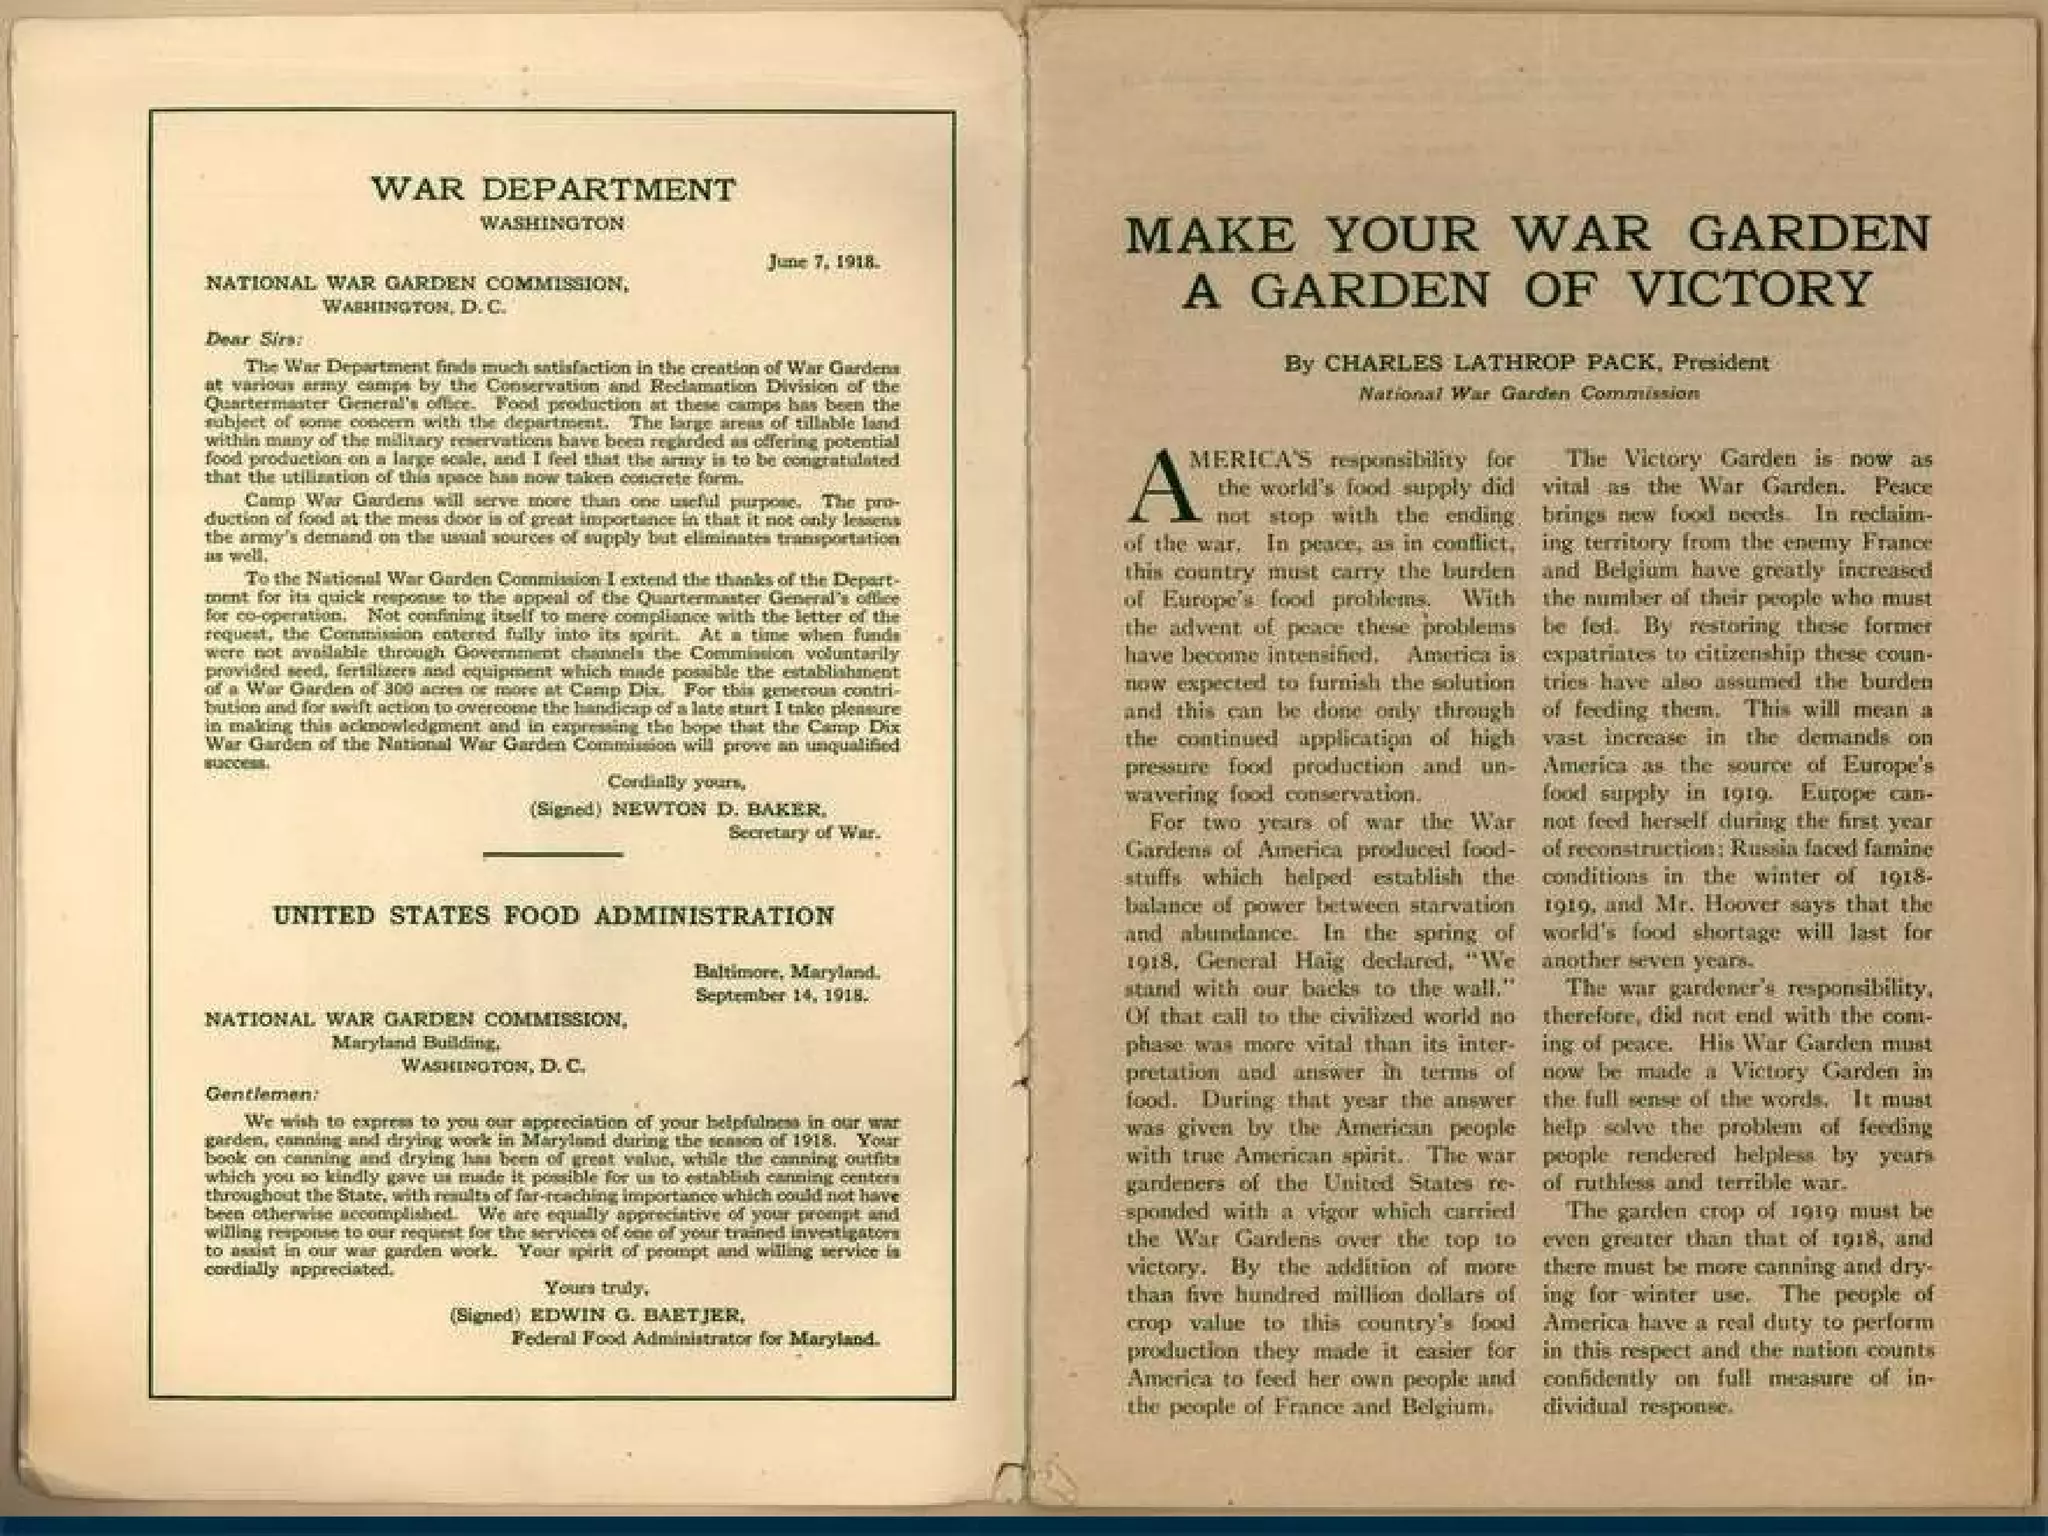 WAR DEPARTMENT
WASHINGTON
June 7, 1918.
NATIONAL WAR GARDEN COMMISSION,
WASHINGTON, D. C.
Dear Sirs:
The War Department finds much satisfaction in the creation of War Gardens
at various army camps by the Conservation and Reclamation Division of the
Quartermaster General's office. Food production at these camps has been the
subject of some concern with the department. The large areas of tillable land
within many of the military reservations have been regarded as offering potential
food production on a large scale, and I feel that the army is to be congratulated
that the utilization of this space has now taken concrete form.
Camp War Gardens will serve more than one useful purpose. The pro-
duction of food at the mess door is of great importance in that it not only lessens
the army's demand on the usual sources of supply but eliminates transportation
as well.
To the National War Garden Commission I extend the thanks of the Depart-
ment for its quick response to the appeal of the Quartermaster General's office
for co-operation. Not confining itself to mere compliance with the letter of the
request, the Commission entered fully into its spirit. At a time when funds
were not available through Government channels the Commission voluntarily
provided seed, fertilizers and equipment which made possible the establishment
of a War Garden of 300 acres or more at Camp Dix. For this generous contri-
bution and for swift action to overcome the handicap of a late start I take pleasure
in making this acknowledgment and in expressing the hope that the Camp Dix
War Garden of the National War Garden Commission will prove an unqualified
success.
Cordially yours,
(Signed) NEWTON D. BAKER,
Secretary of War.
UNITED STATES FOOD ADMINISTRATION
Baltimore, Maryland.
September 14, 1918.
NATIONAL WAR GARDEN COMMISSION,
Maryland Building,
WASHINGTON, D. C.
Gentlemen:
We wish to express to you our appreciation of your helpfulness in our war
garden, canning and drying work in Maryland during the season of 1918. Your
book on canning and drying has been of great value, while the canning outfits
which you so kindly gave us made it possible for us to establish canning centers
throughout the State, with results of far-reaching importance which could not have
been otherwise accomplished. We are equally appreciative of your prompt and
willing response to our request for the services of one of your trained investigators
to assist in our war garden work. Your spirit of prompt and willing service is
cordially appreciated.
Yours truly,
(Signed) EDWIN G. BAETJER,
Federal Food Administrator for Maryland.
MAKE YOUR WAR GARDEN
A GARDEN OF VICTORY
By CHARLES LATHROP PACK, President
National War Garden Commission
AMERICA'S responsibility for
the world's food supply did
not stop with the ending
of the war. In peace, as in conflict,
this country must carry the burden
of Europe's food problems. With
the advent of peace these problems
have become intensified. America is
now expected to furnish the solution
and this can be done only through
the continued application of high
pressure food production and un-
wavering food conservation.
For two years of war the War
Gardens of America produced food-
stuffs which helped establish the
balance of power between starvation
and abundance. In the spring of
1918, General Haig declared, "We
stand with our backs to the wall."
Of that call to the civilized world no
phase was more vital than its inter-
pretation and answer in terms of
food. During that year the answer
was given by the American people
with true American spirit. The war
gardeners of the United States re-
sponded with a vigor which carried
the War Gardens over the top to
victory. By the addition of more
than five hundred million dollars of
crop value to this country's food
production they made it easier for
America to feed her own people and
the people of France and Belgium.
The Victory Garden is now as
vital as the War Garden. Peace
brings new food needs. In reclaim-
ing territory from the enemy France
and Belgium have greatly increased
the number of their people who must
be fed. By restoring these former
expatriates to citizenship these coun-
tries have also assumed the burden
of feeding them. This will mean a
vast increase in the demands on
America as the source of Europe's
food supply in 1919. Europe can-
not feed herself during the first year
of reconstruction; Russia faced famine
conditions in the winter of 1918-
1919, and Mr. Hoover says that the
world's food shortage will last for
another seven years.
The war gardener's responsibility,
therefore, did not end with the com-
ing of peace. His War Garden must
now be made a Victory Garden in
the full sense of the words. It must
help solve the problem of feeding
people rendered helpless by years
of ruthless and terrible war.
The garden crop of 1919 must be
even greater than that of 1918, and
there must be more canning and dry-
ing for winter use. The people of
America have a real duty to perform
in this respect and the nation counts
confidently on full measure of in-
dividual response.